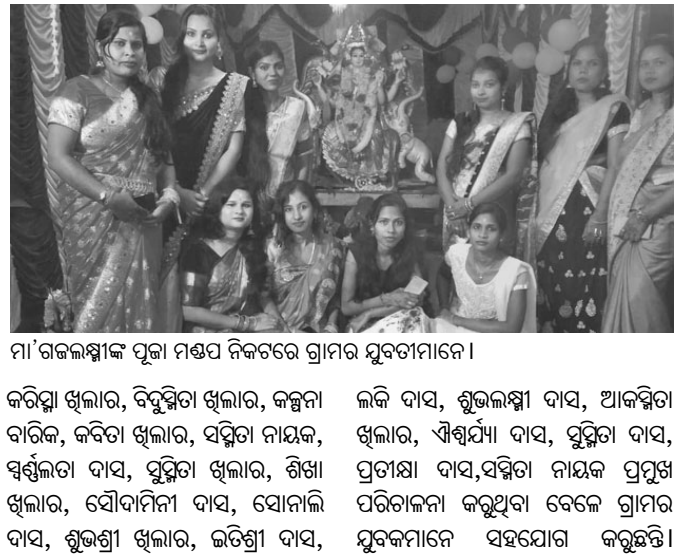 ମା'ଗଜଲକ୍ଷ୍ମୀଙ୍କ ପୂଜା ମଣ୍ଡପ ନିକଟରେ ଗ୍ରାମର ଯୁବତୀମାନେ।
କରିସ୍ମା ଖିଲାର, ବିଦୁସ୍ମିତା ଖିଲାର, କଳ୍ପନା
ବାରିକ, କବିତା ଖିଲାର, ସସ୍ମିତା ନାୟକ,
ସ୍ୱର୍ଣ୍ଣଲତା ଦାସ, ସୁସ୍ମିତା ଖିଲାର, ଶିଖା
ଖିଲାର, ସୌଦାମିନୀ ଦାସ, ସୋନାଲି
ଦାସ, ଶୁଭଶ୍ରୀ ଖିଲାର, ଇତିଶ୍ରୀ ଦାସ,
ଲକି ଦାସ, ଶୁଭଲକ୍ଷ୍ମୀ ଦାସ, ଆକସ୍ମିତା
ଖିଲାର, ଐଶ୍ୱର୍ଯ୍ୟା ଦାସ, ସୁସ୍ମିତା ଦାସ,
ପ୍ରତୀକ୍ଷା ଦାସ,ସସ୍ମିତା ନାୟକ ପ୍ରମୁଖ
ପରିଚାଳନା କରୁଥିବା ବେଳେ ଗ୍ରାମର
ଯୁବକମାନେ ସହଯୋଗ କରୁଛନ୍ତି।